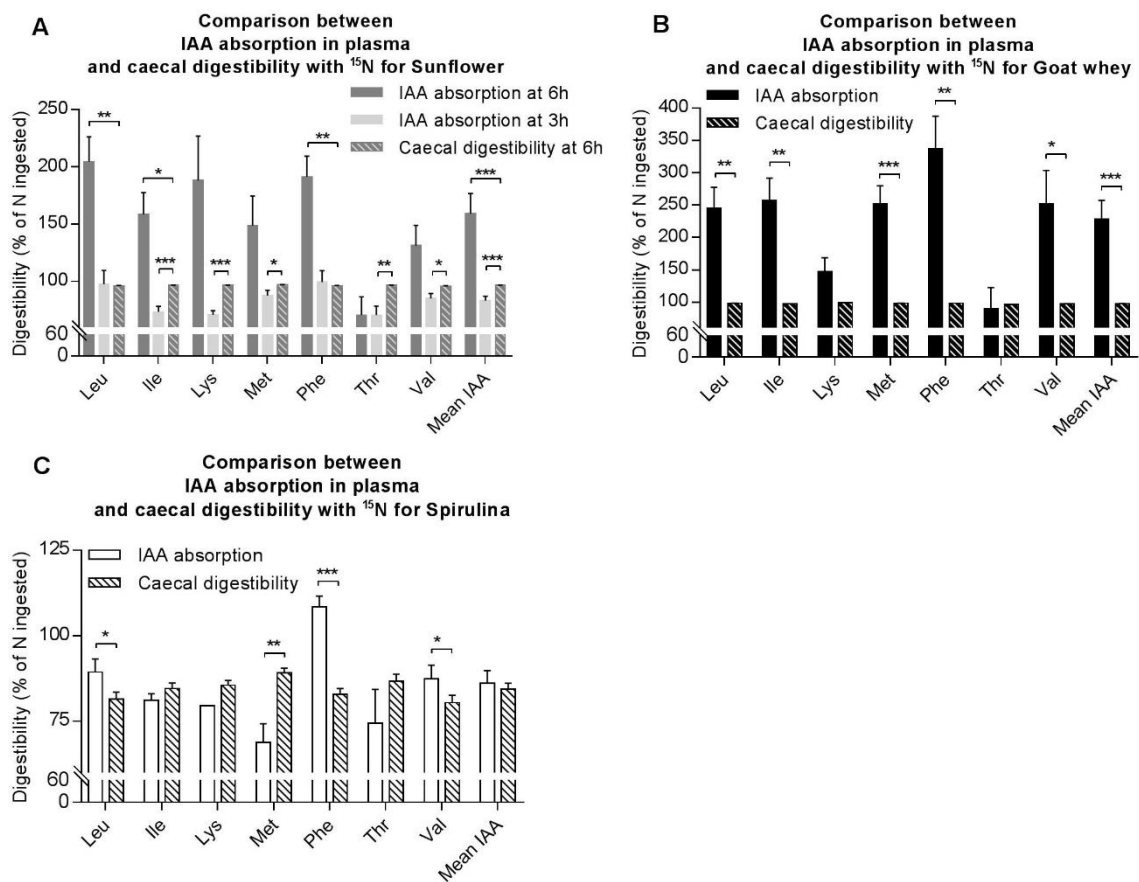 A
Comparison between
IAA absorption in plasma
and caecal digestibility with ¹⁵N for Sunflower
Digestibility (% of N ingested)
250
200
150
100
60
0
IAA absorption at 6h
IAA absorption at 3h
Caecal digestibility at 6h
**
*
***
***
*
**
**
*
***
***
Leu
Ile
Lys
Met
Phe
Thr
Val
Mean IAA
B
Comparison between
IAA absorption in plasma
and caecal digestibility with ¹⁵N for Goat whey
Digestibility (% of N ingested)
400
350
300
250
200
150
100
60
0
IAA absorption
Caecal digestibility
**
**
***
**
*
***
Leu
Ile
Lys
Met
Phe
Thr
Val
Mean IAA
C
Comparison between
IAA absorption in plasma
and caecal digestibility with ¹⁵N for Spirulina
Digestibility (% of N ingested)
125
100
75
60
0
IAA absorption
Caecal digestibility
*
**
***
*
Leu
Ile
Lys
Met
Phe
Thr
Val
Mean IAA